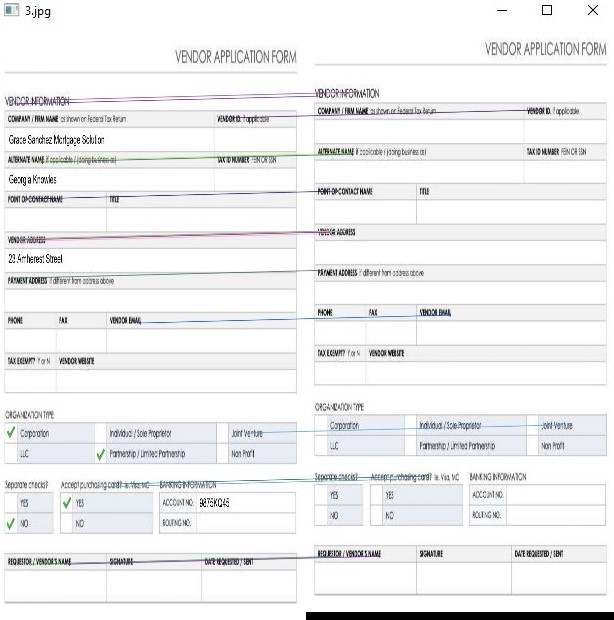 3.jpg
VENDOR APPLICATION FORM
VENDOR INFORMATION
COMPANY / FIRM NAME as shown on Federal Tax Return VENDOR ID. if applicable
Grace Sanchez Mortgage Solution
ALTERNATE NAME if applicable / (doing business as) TAX ID NUMBER FEIN OR SSN
Georgia Knowles
POINT OF CONTACT NAME TITLE
VENDOR ADDRESS
23 Amherest Street
PAYMENT ADDRESS if different from address above
PHONE FAX VENDOR EMAIL
TAX EXEMPT? Y or N VENDOR WEBSITE
ORGANIZATION TYPE
Corporation Individual / Sole Proprietor Joint Venture
LLC Partnership / Limited Partnership Non Profit
Separate checks? Accept purchasing card? ie. Visa, MC BANKING INFORMATION
YES YES ACCOUNT NO. 9875KQ45
NO NO ROUTING NO.
REQUESTOR / VENDOR'S NAME SIGNATURE DATE REQUESTED / SENT
VENDOR APPLICATION FORM
VENDOR INFORMATION
COMPANY / FIRM NAME as shown on Federal Tax Return VENDOR ID. if applicable
ALTERNATE NAME if applicable / (doing business as) TAX ID NUMBER FEIN OR SSN
POINT OF CONTACT NAME TITLE
VENDOR ADDRESS
PAYMENT ADDRESS if different from address above
PHONE FAX VENDOR EMAIL
TAX EXEMPT? Y or N VENDOR WEBSITE
ORGANIZATION TYPE
Corporation Individual / Sole Proprietor Joint Venture
LLC Partnership / Limited Partnership Non Profit
Separate checks? Accept purchasing card? ie. Visa, MC BANKING INFORMATION
YES YES ACCOUNT NO.
NO NO ROUTING NO.
REQUESTOR / VENDOR'S NAME SIGNATURE DATE REQUESTED / SENT